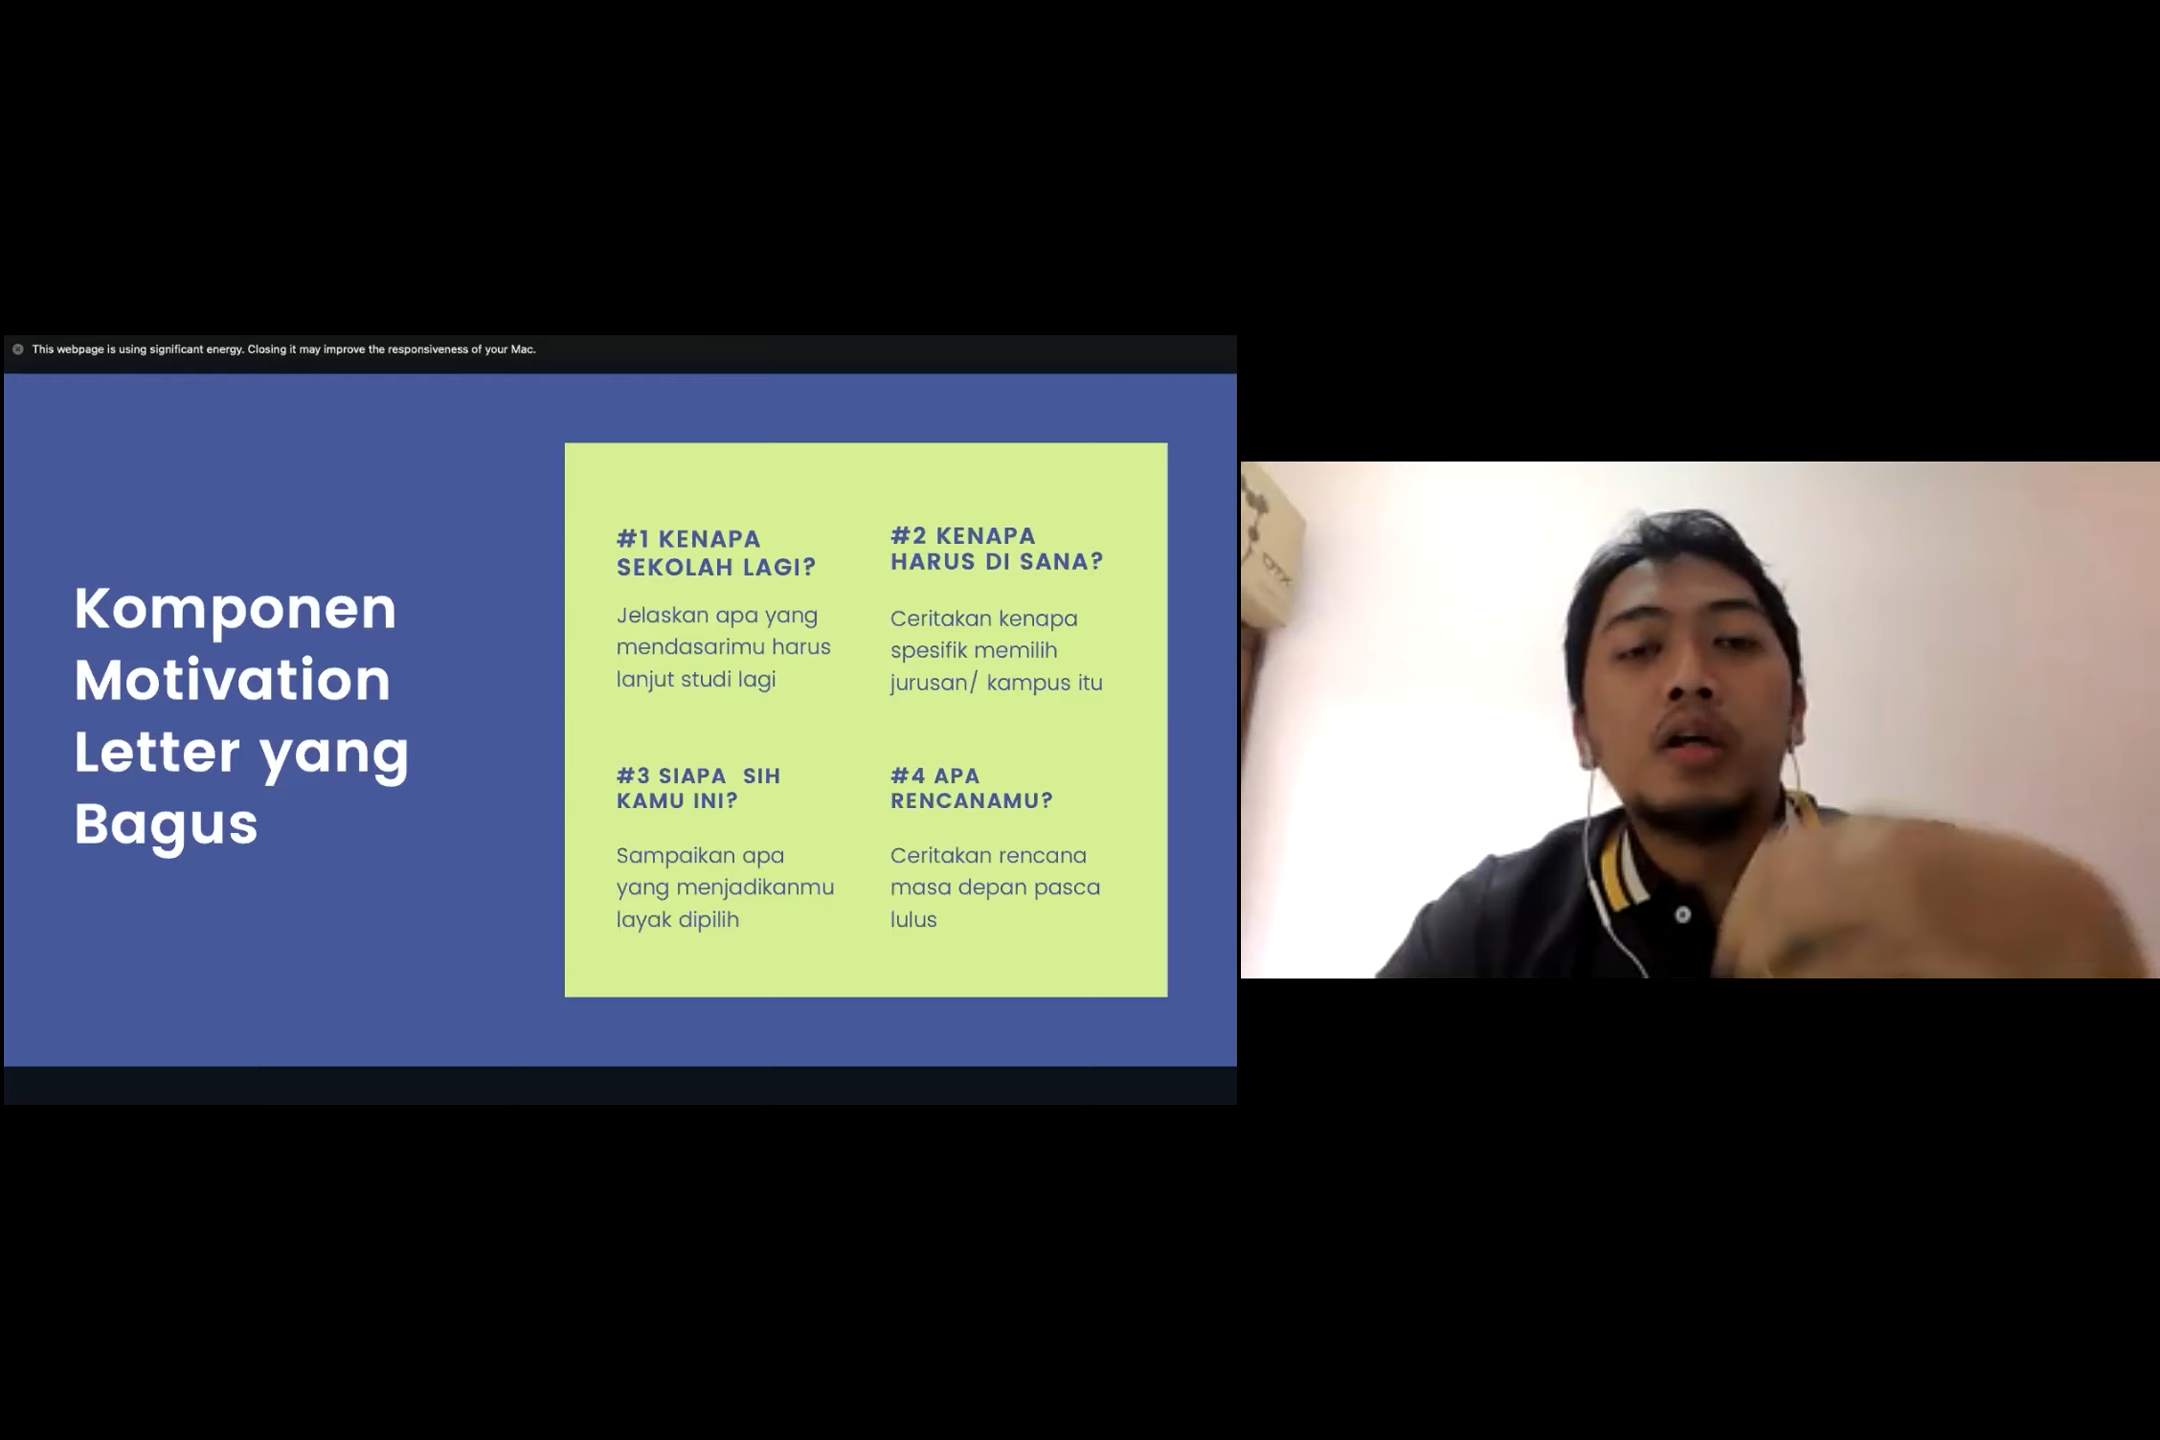 This webpage is using significant energy. Closing it may improve the responsiveness of your Mac.
Komponen
Motivation
Letter yang
Bagus
#1 KENAPA
SEKOLAH LAGI?
Jelaskan apa yang
mendasarimu harus
lanjut studi lagi
#2 KENAPA
HARUS DI SANA?
Ceritakan kenapa
spesifik memilih
jurusan/ kampus itu
#3 SIAPA  SIH
KAMU INI?
Sampaikan apa
yang menjadikanmu
layak dipilih
#4 APA
RENCANAMU?
Ceritakan rencana
masa depan pasca
lulus